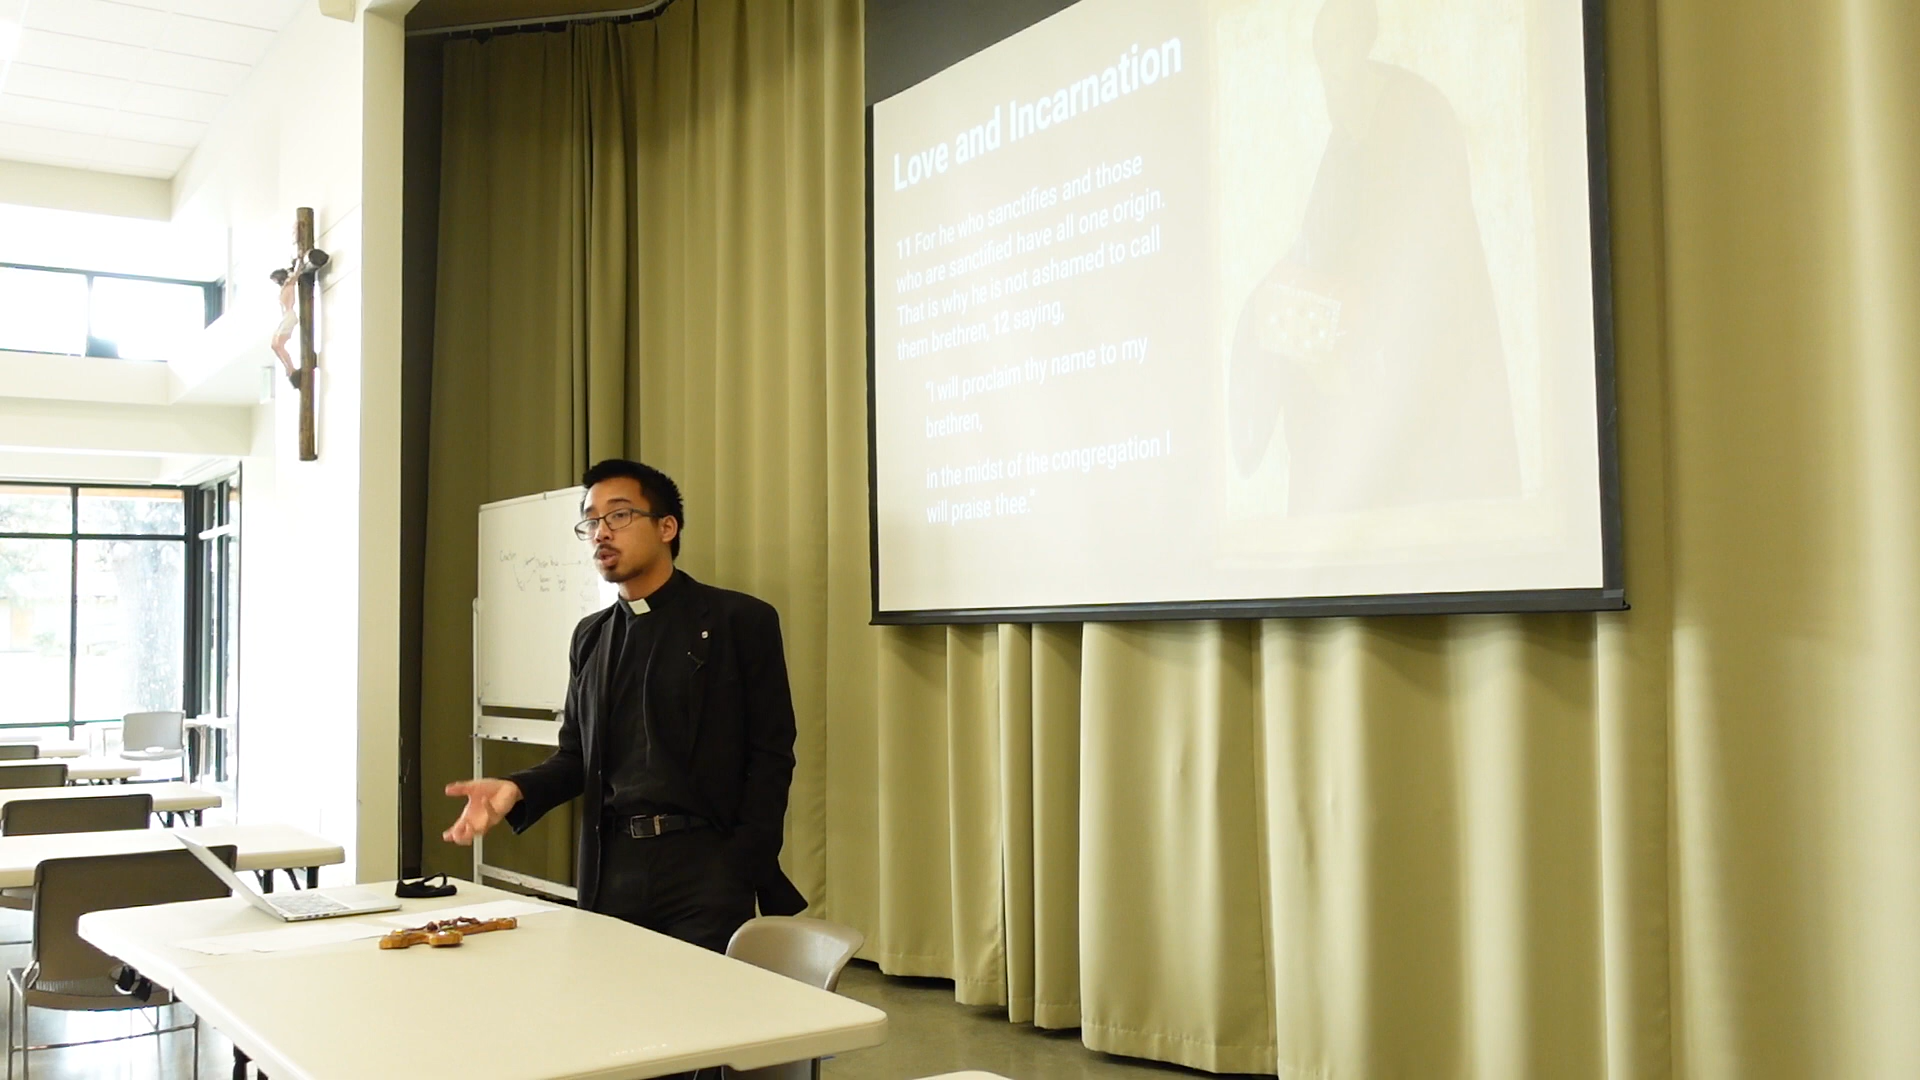 Love and Incarnation
11 For he who sanctifies and those
who are sanctified have all one origin.
That is why he is not ashamed to call
them brethren, 12 saying,
"I will proclaim thy name to my
brethren,
in the midst of the congregation I
will praise thee."